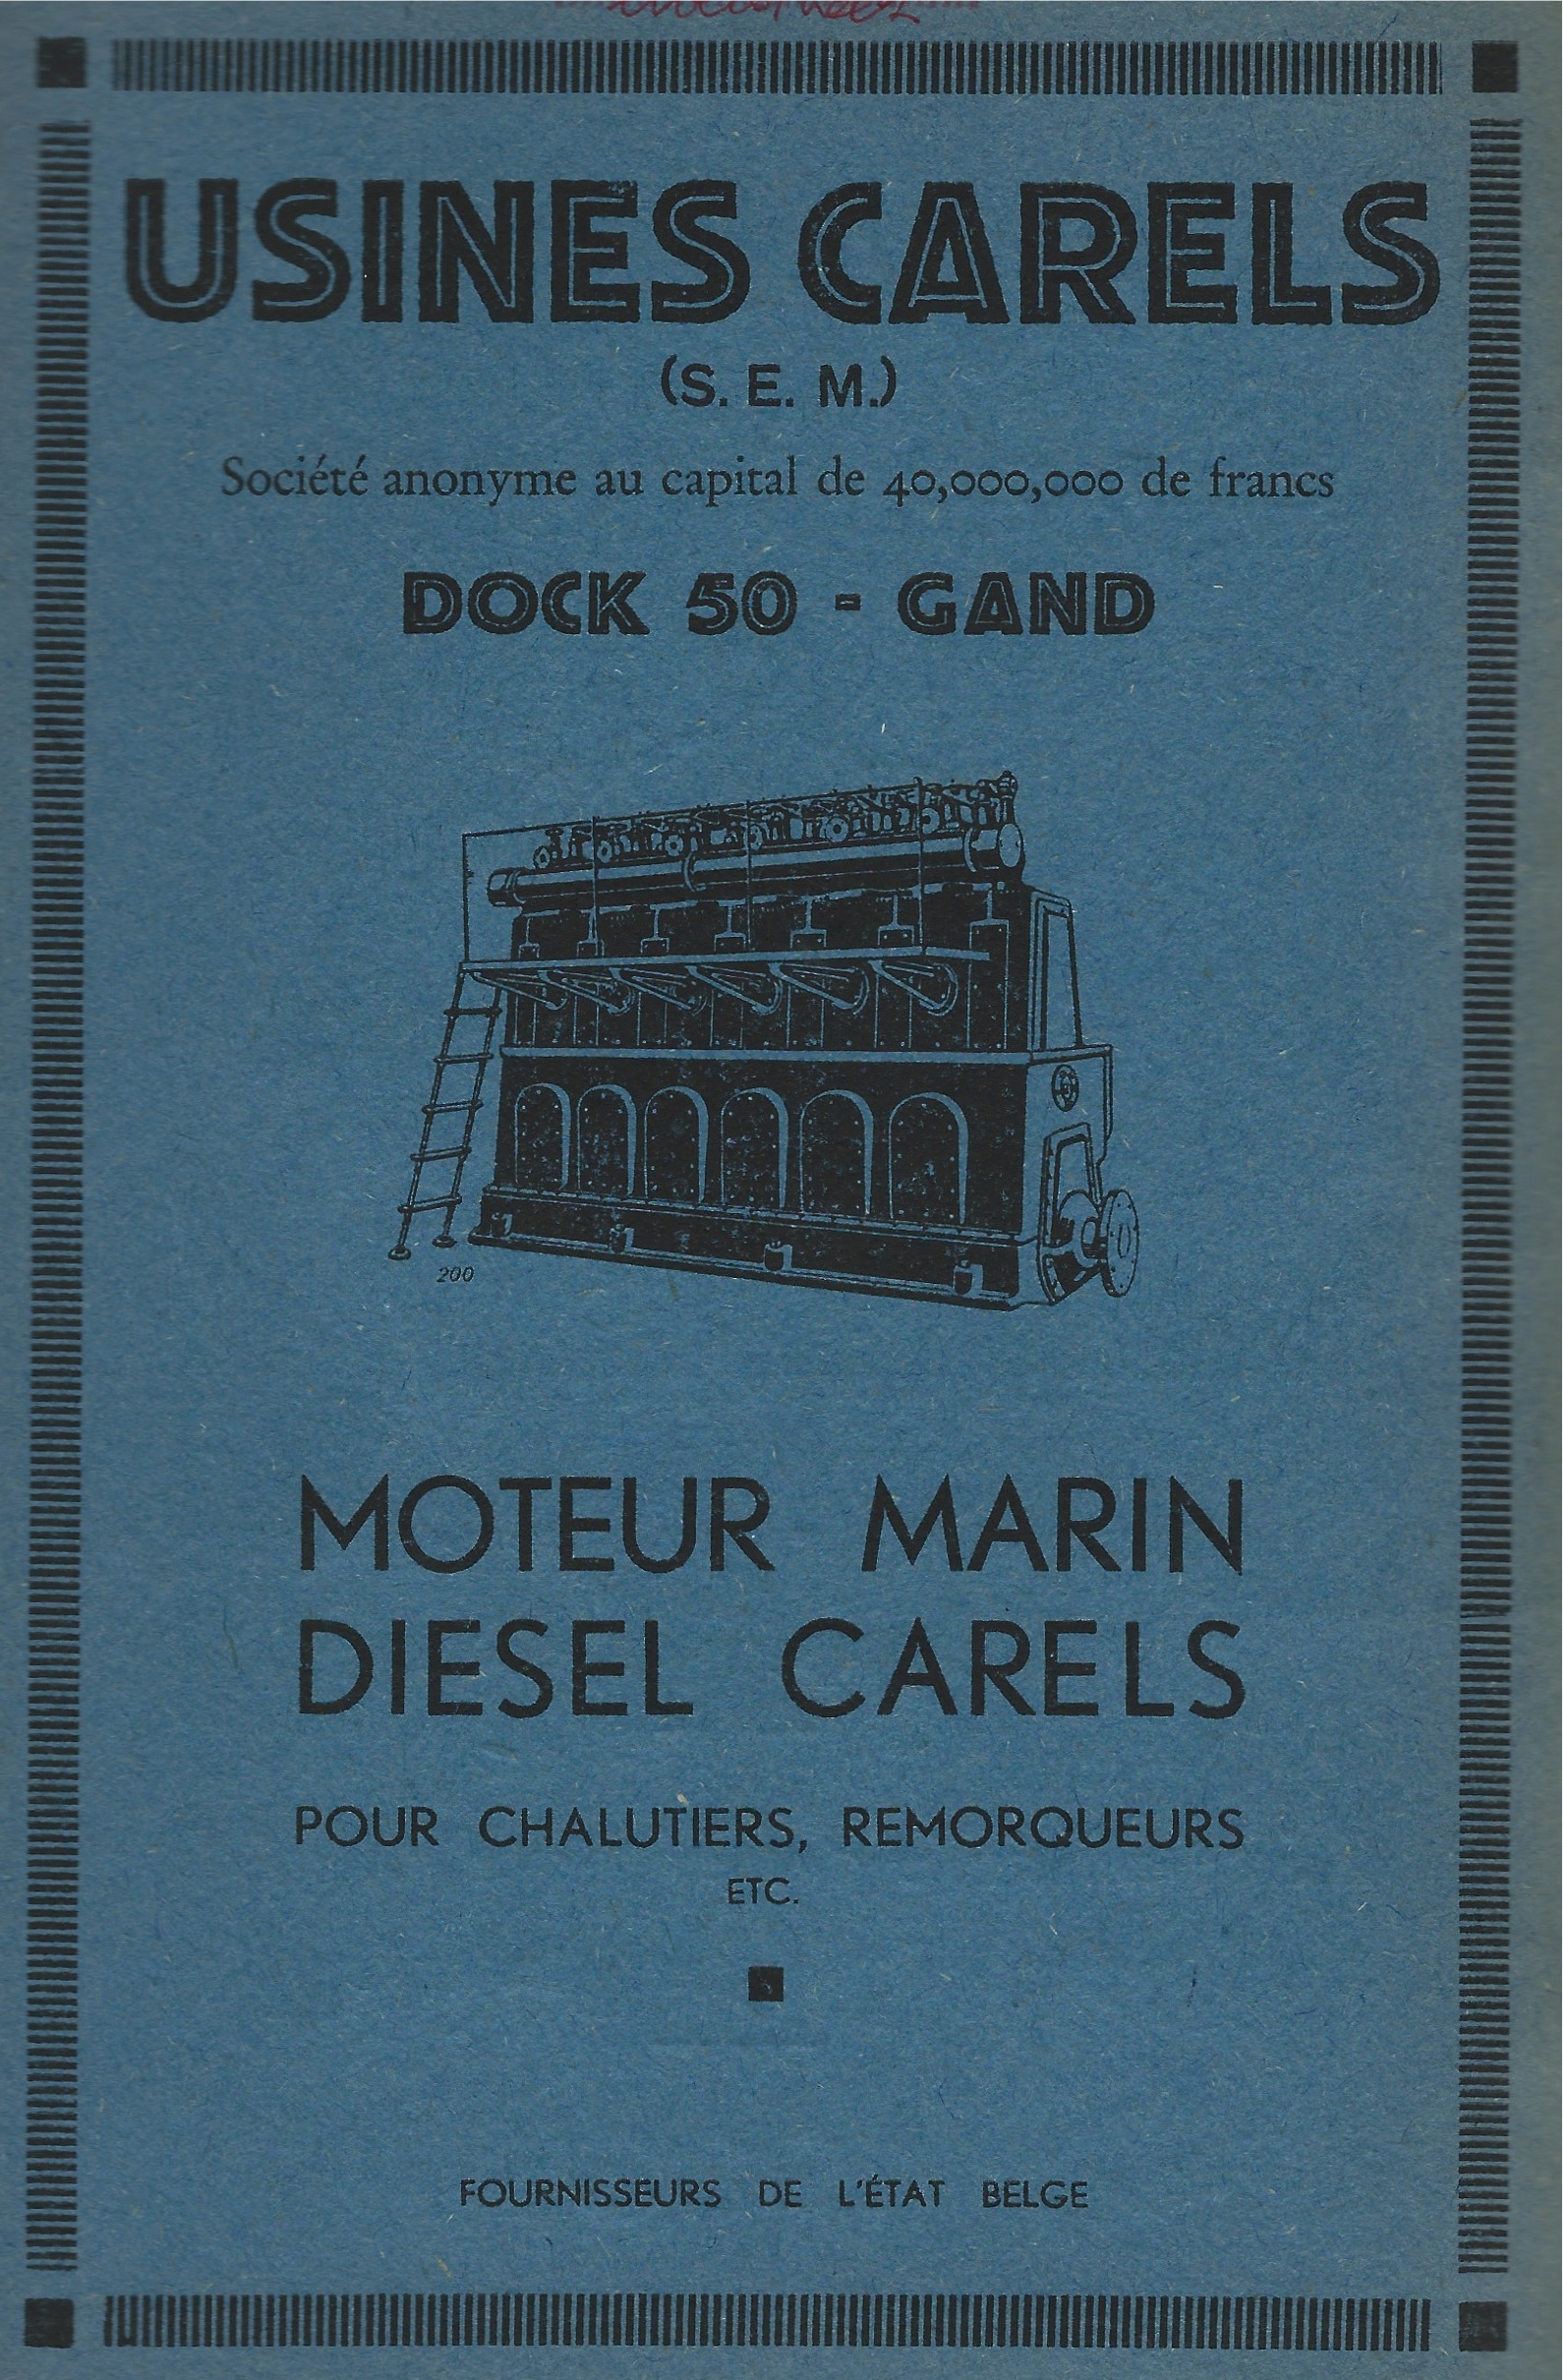 USINES CARELS
(S. E. M.)
Société anonyme au capital de 40,000,000 de francs
DOCK 50 - GAND
200
MOTEUR MARIN
DIESEL CARELS
POUR CHALUTIERS, REMORQUEURS
ETC.
FOURNISSEURS DE L'ÉTAT BELGE